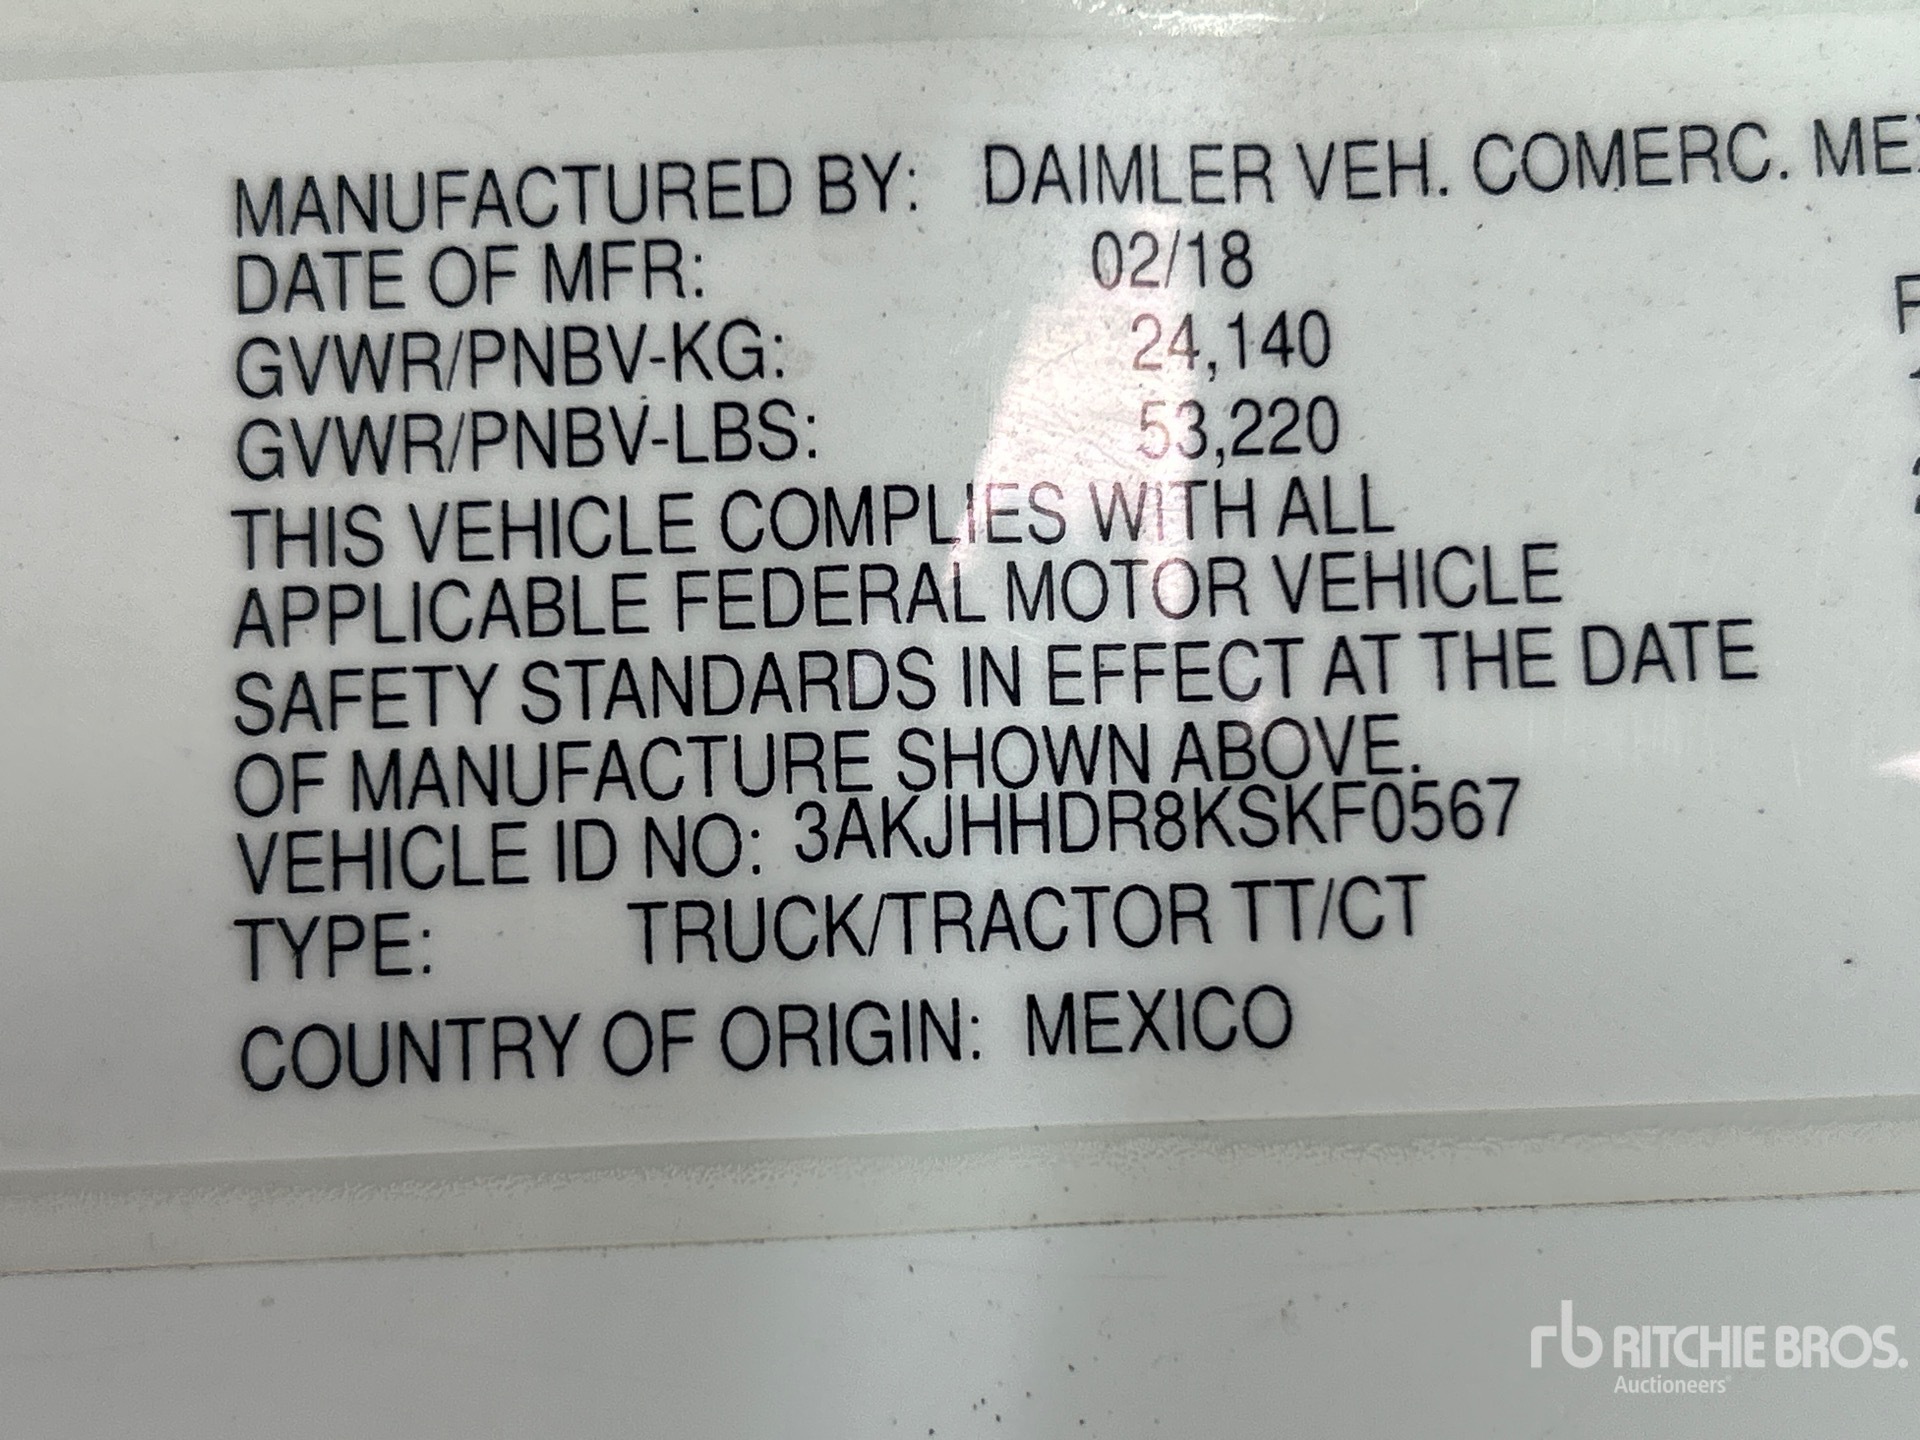 MANUFACTURED BY: DAIMLER VEH. COMERC. MEX
DATE OF MFR: 02/18
GVWR/PNBV-KG: 24,140
GVWR/PNBV-LBS: 53,220
THIS VEHICLE COMPLIES WITH ALL
APPLICABLE FEDERAL MOTOR VEHICLE
SAFETY STANDARDS IN EFFECT AT THE DATE
OF MANUFACTURE SHOWN ABOVE.
VEHICLE ID NO: 3AKJHHDR8KSKF0567
TYPE: TRUCK/TRACTOR TT/CT
COUNTRY OF ORIGIN: MEXICO
rb RITCHIE BROS.
Auctioneers